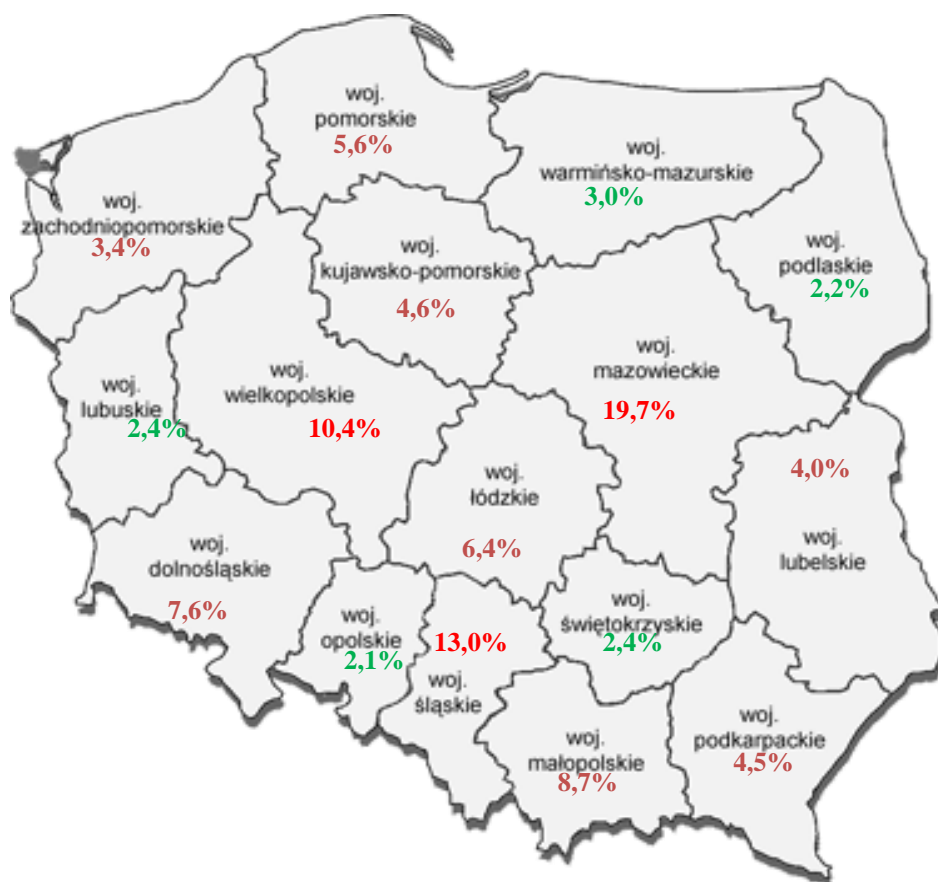 woj.
pomorskie
5,6%
woj.
warmińsko-mazurskie
3,0%
woj.
zachodniopomorskie
3,4%
woj.
kujawsko-pomorskie
4,6%
woj.
podlaskie
2,2%
woj.
lubuskie
2,4%
woj.
wielkopolskie
10,4%
woj.
mazowieckie
19,7%
4,0%
woj.
lubelskie
woj.
łódzkie
6,4%
woj.
dolnośląskie
7,6%
woj.
opolskie
2,1%
13,0%
woj.
śląskie
woj.
świętokrzyskie
2,4%
woj.
małopolskie
8,7%
woj.
podkarpackie
4,5%